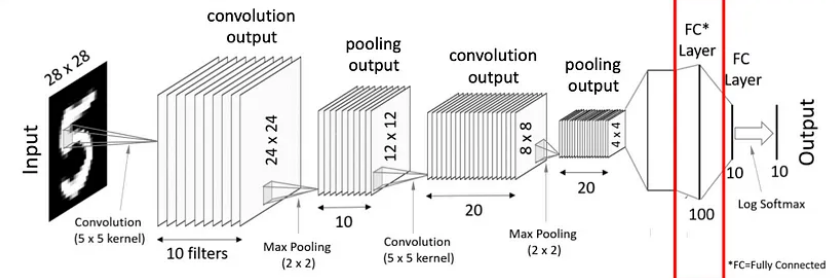 convolution
output
pooling
output
convolution
output
pooling
output
FC*
Layer
FC
Layer
28 x 28
Input
24 x 24
12 x 12
8 x 8
4 x 4
Output
Convolution
(5 x 5 kernel)
10 filters
Max Pooling
(2 x 2)
10
Convolution
(5 x 5 kernel)
20
Max Pooling
(2 x 2)
20
100
10
10
Log Softmax
*FC=Fully Connected